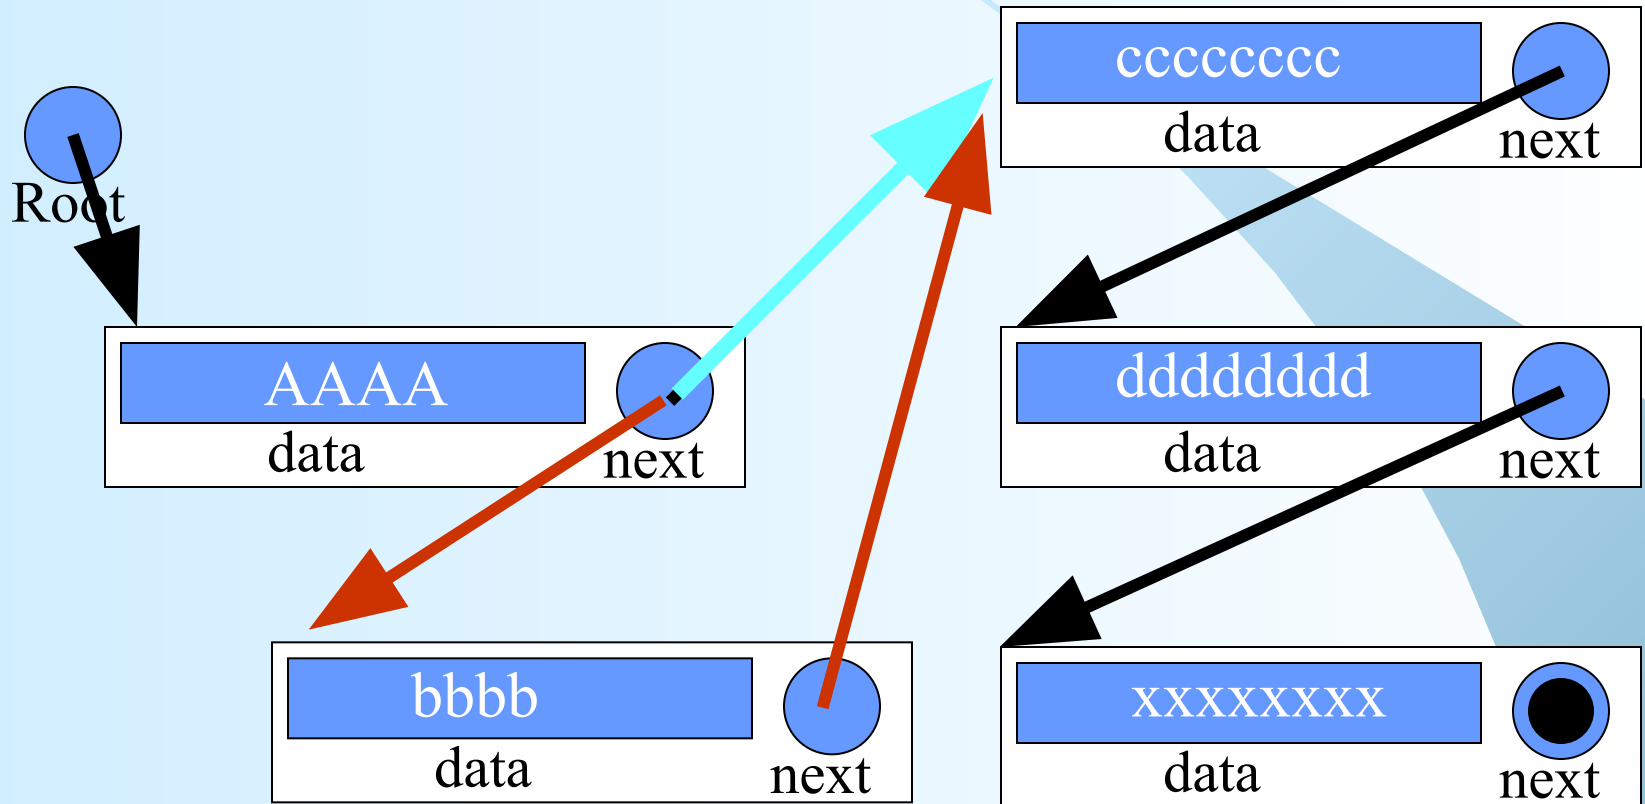 Root
AAAA
data
next
bbbb
data
next
cccccccc
data
next
dddddddd
data
next
xxxxxxxx
data
next